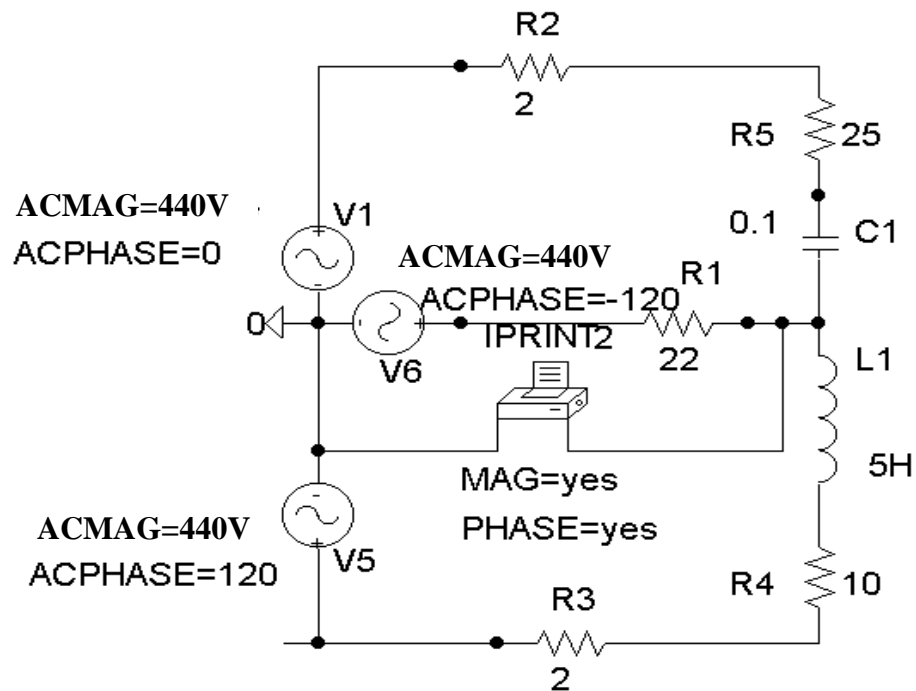 R2
2
R5 25
ACMAG=440V
V1
ACPHASE=0
0.1 C1
ACMAG=440V
R1
ACPHASE=-120
0
IPRINT2
22
V6
L1
5H
MAG=yes
PHASE=yes
ACMAG=440V
V5
ACPHASE=120
R4 10
R3
2